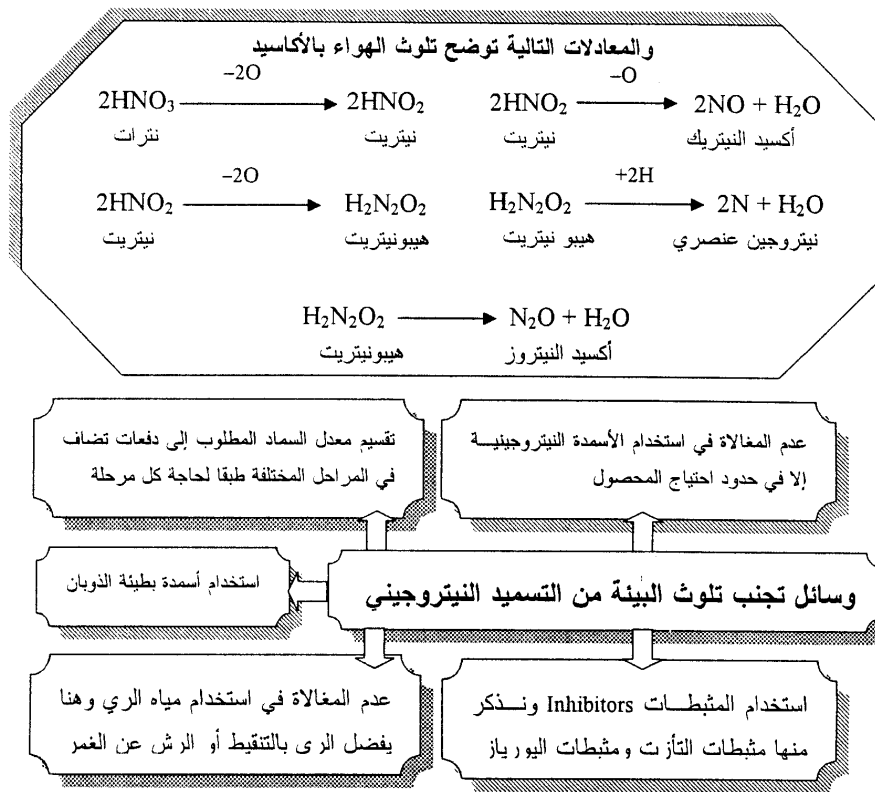 والمعادلات التالية توضح تلوث الهواء بالأكاسيد
2HNO₃ –2O→ 2HNO₂
نترات نيتريت
2HNO₂ –O→ 2NO + H₂O
نيتريت أكسيد النيتريك
2HNO₂ –2O→ H₂N₂O₂
نيتريت هيبونيتريت
H₂N₂O₂ +2H→ 2N + H₂O
هيبو نيتريت نيتروجين عنصري
H₂N₂O₂ → N₂O + H₂O
هيبونيتريت أكسيد النيتروز
عدم المغالاة في استخدام الأسمدة النيتروجينيـــة
إلا في حدود احتياج المحصول
تقسيم معدل السماد المطلوب إلى دفعات تضاف
في المراحل المختلفة طبقا لحاجة كل مرحلة
وسائل تجنب تلوث البيئة من التسميد النيتروجيني
استخدام أسمدة بطيئة الذوبان
استخدام المثبطـــات Inhibitors ونـــذكر
منها مثبطات التأزت ومثبطات اليورياز
عدم المغالاة في استخدام مياه الري وهنا
يفضل الري بالتنقيط أو الرش عن الغمر